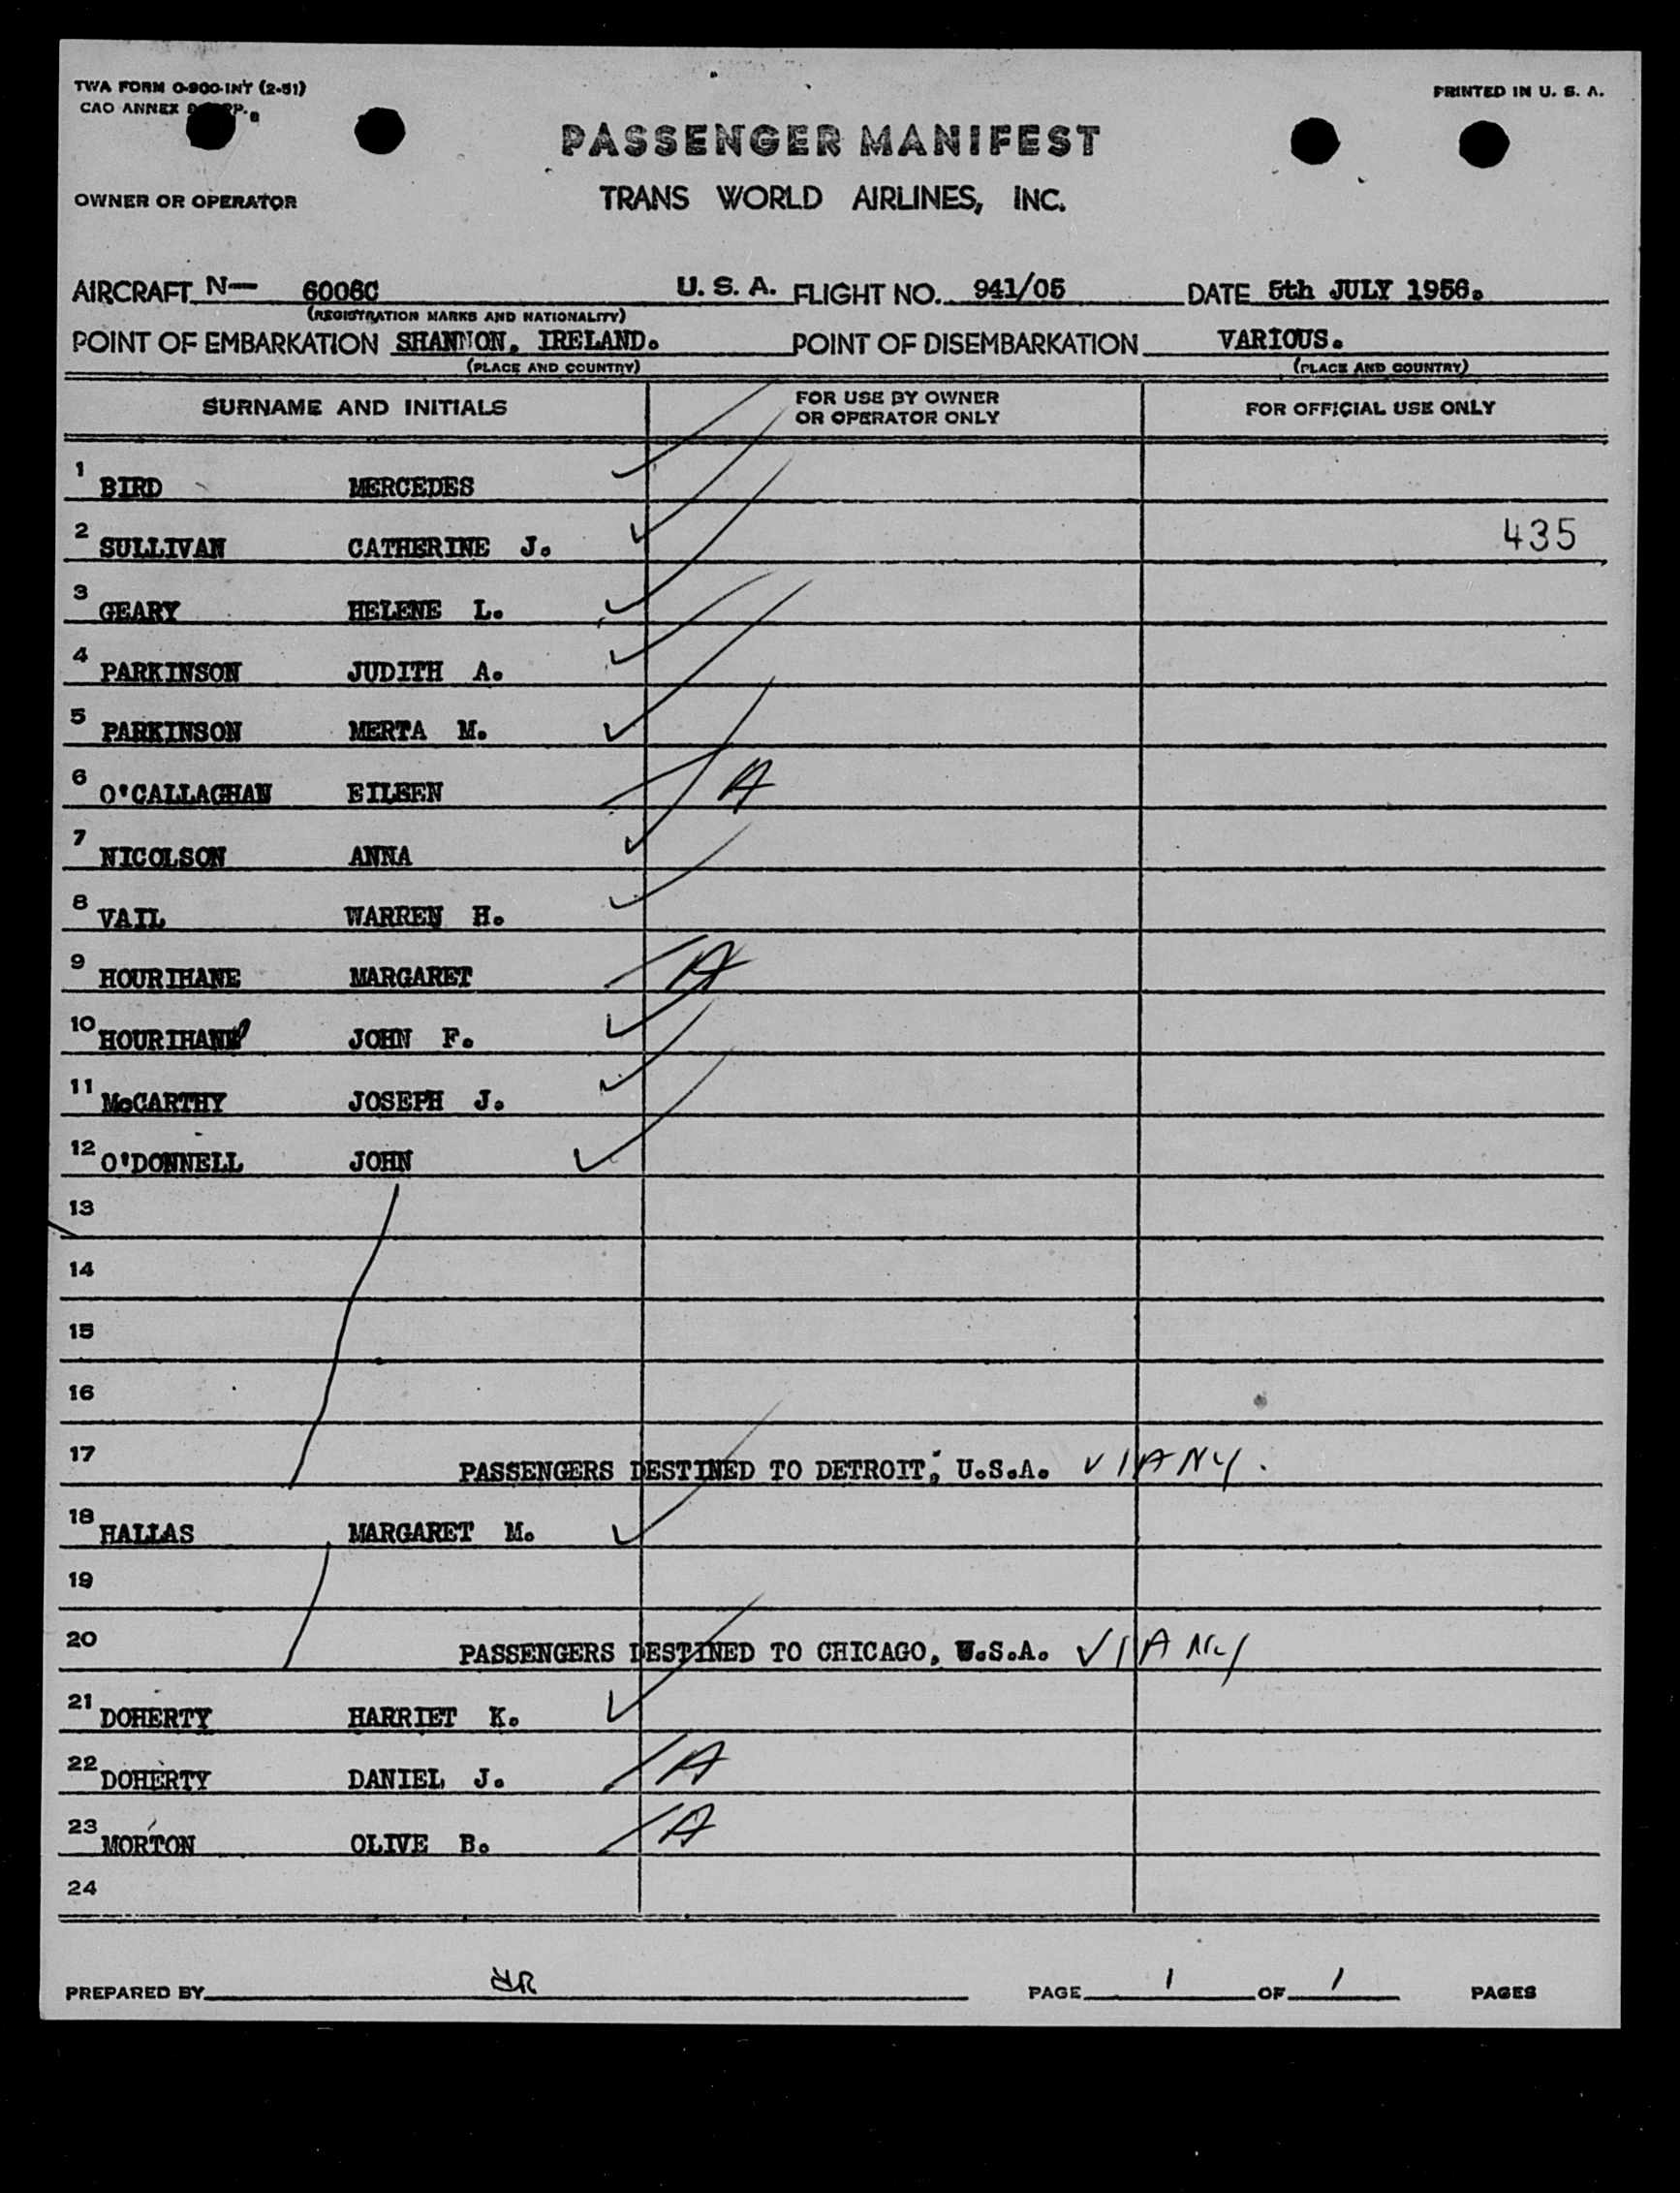 TWA FORM O-900-INT (2-51)
CAO ANNEX
PRINTED IN U. S. A.
PASSENGER MANIFEST
OWNER OR OPERATOR TRANS WORLD AIRLINES, INC.
AIRCRAFT N— 6006C U. S. A. FLIGHT NO. 941/05 DATE 5th JULY 1956.
(REGISTRATION MARKS AND NATIONALITY)
POINT OF EMBARKATION SHANNON, IRELAND. POINT OF DISEMBARKATION VARIOUS.
(PLACE AND COUNTRY) (PLACE AND COUNTRY)
SURNAME AND INITIALS FOR USE BY OWNER OR OPERATOR ONLY FOR OFFICIAL USE ONLY
1 BIRD MERCEDES
2 SULLIVAN CATHERINE J. 435
3 GEARY HELENE L.
4 PARKINSON JUDITH A.
5 PARKINSON MERTA M.
6 O'CALLAGHAN EILEEN A
7 NICOLSON ANNA
8 VAIL WARREN H.
9 HOURIHANE MARGARET A
10 HOURIHANE JOHN F.
11 McCARTHY JOSEPH J.
12 O'DONNELL JOHN
13
14
15
16
17 PASSENGERS DESTINED TO DETROIT, U.S.A. VIA NY.
18 HALLAS MARGARET M.
19
20 PASSENGERS DESTINED TO CHICAGO, U.S.A. VIA NY
21 DOHERTY HARRIET K.
22 DOHERTY DANIEL J. A
23 MORTON OLIVE B. A
24
PREPARED BY PAGE 1 OF 1 PAGES